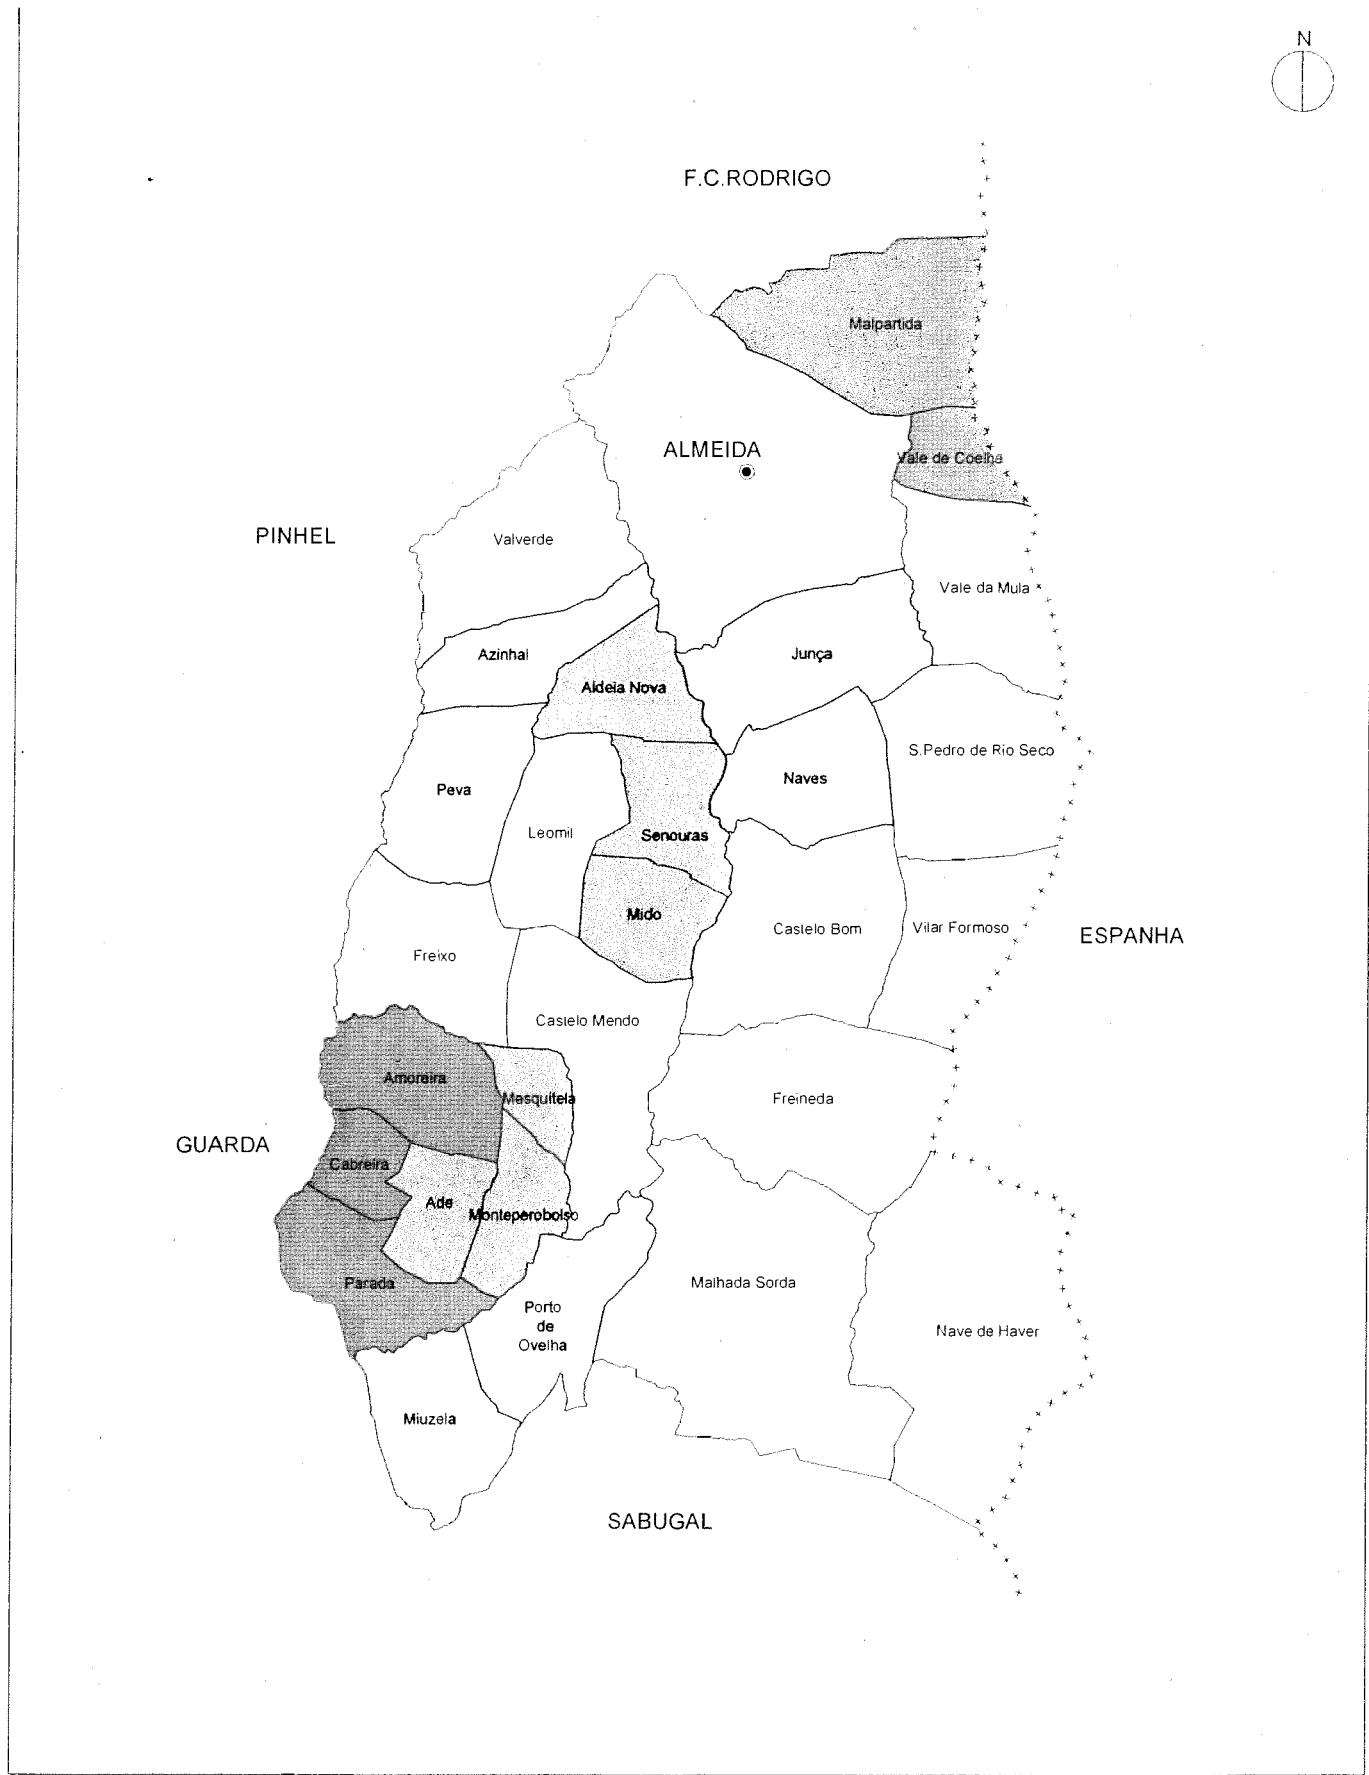 N
F.C.RODRIGO
Malpartida
ALMEIDA
Vale de Coelha
PINHEL
Valverde
Vale da Mula
Azinhal
Junça
Aldeia Nova
S.Pedro de Rio Seco
Naves
Peva
Leomil
Senouras
Mido
Castelo Bom
Vilar Formoso
ESPANHA
Freixo
Castelo Mendo
Amoreira
Mesquitela
Freineda
GUARDA
Cabreira
Ade
Monteperobolso
Parada
Malhada Sorda
Porto
de
Ovelha
Nave de Haver
Miuzela
SABUGAL